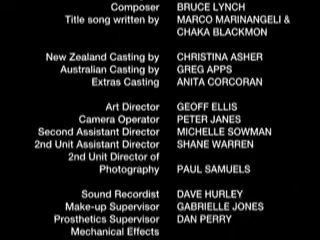 Composer BRUCE LYNCH
Title song written by MARCO MARINANGELI &
CHAKA BLACKMON
New Zealand Casting by CHRISTINA ASHER
Australian Casting by GREG APPS
Extras Casting ANITA CORCORAN
Art Director GEOFF ELLIS
Camera Operator PETER JANES
Second Assistant Director MICHELLE SOWMAN
2nd Unit Assistant Director SHANE WARREN
2nd Unit Director of
Photography PAUL SAMUELS
Sound Recordist DAVE HURLEY
Make-up Supervisor GABRIELLE JONES
Prosthetics Supervisor DAN PERRY
Mechanical Effects